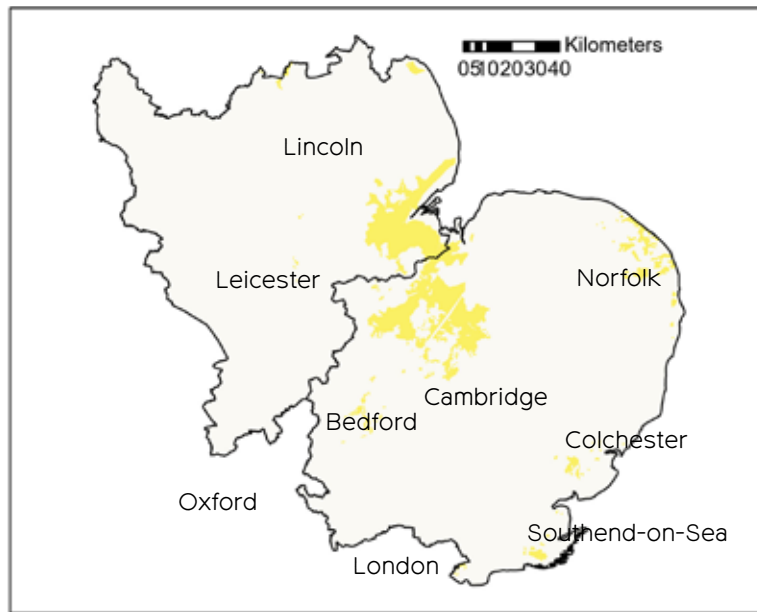 Kilometers
0510203040
Lincoln
Leicester
Norfolk
Cambridge
Bedford
Colchester
Oxford
Southend-on-Sea
London